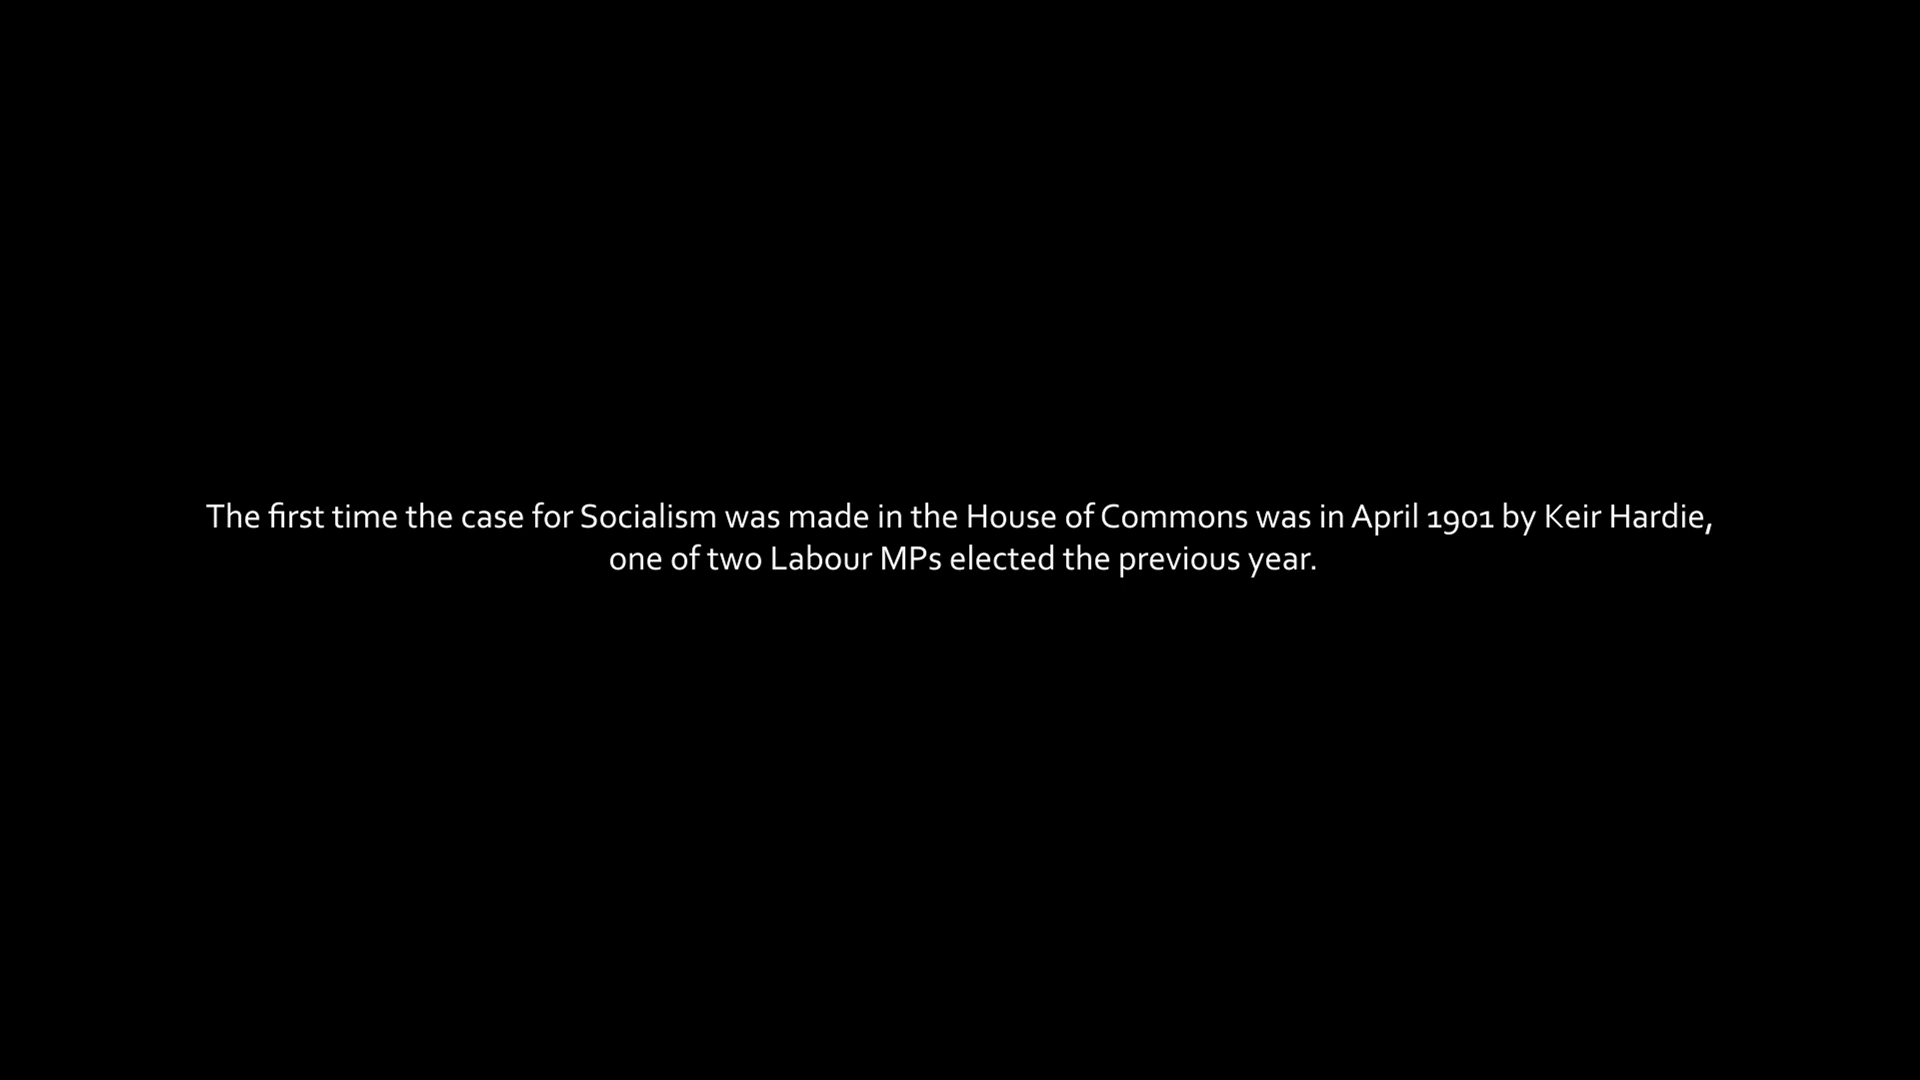 The first time the case for Socialism was made in the House of Commons was in April 1901 by Keir Hardie,
one of two Labour MPs elected the previous year.